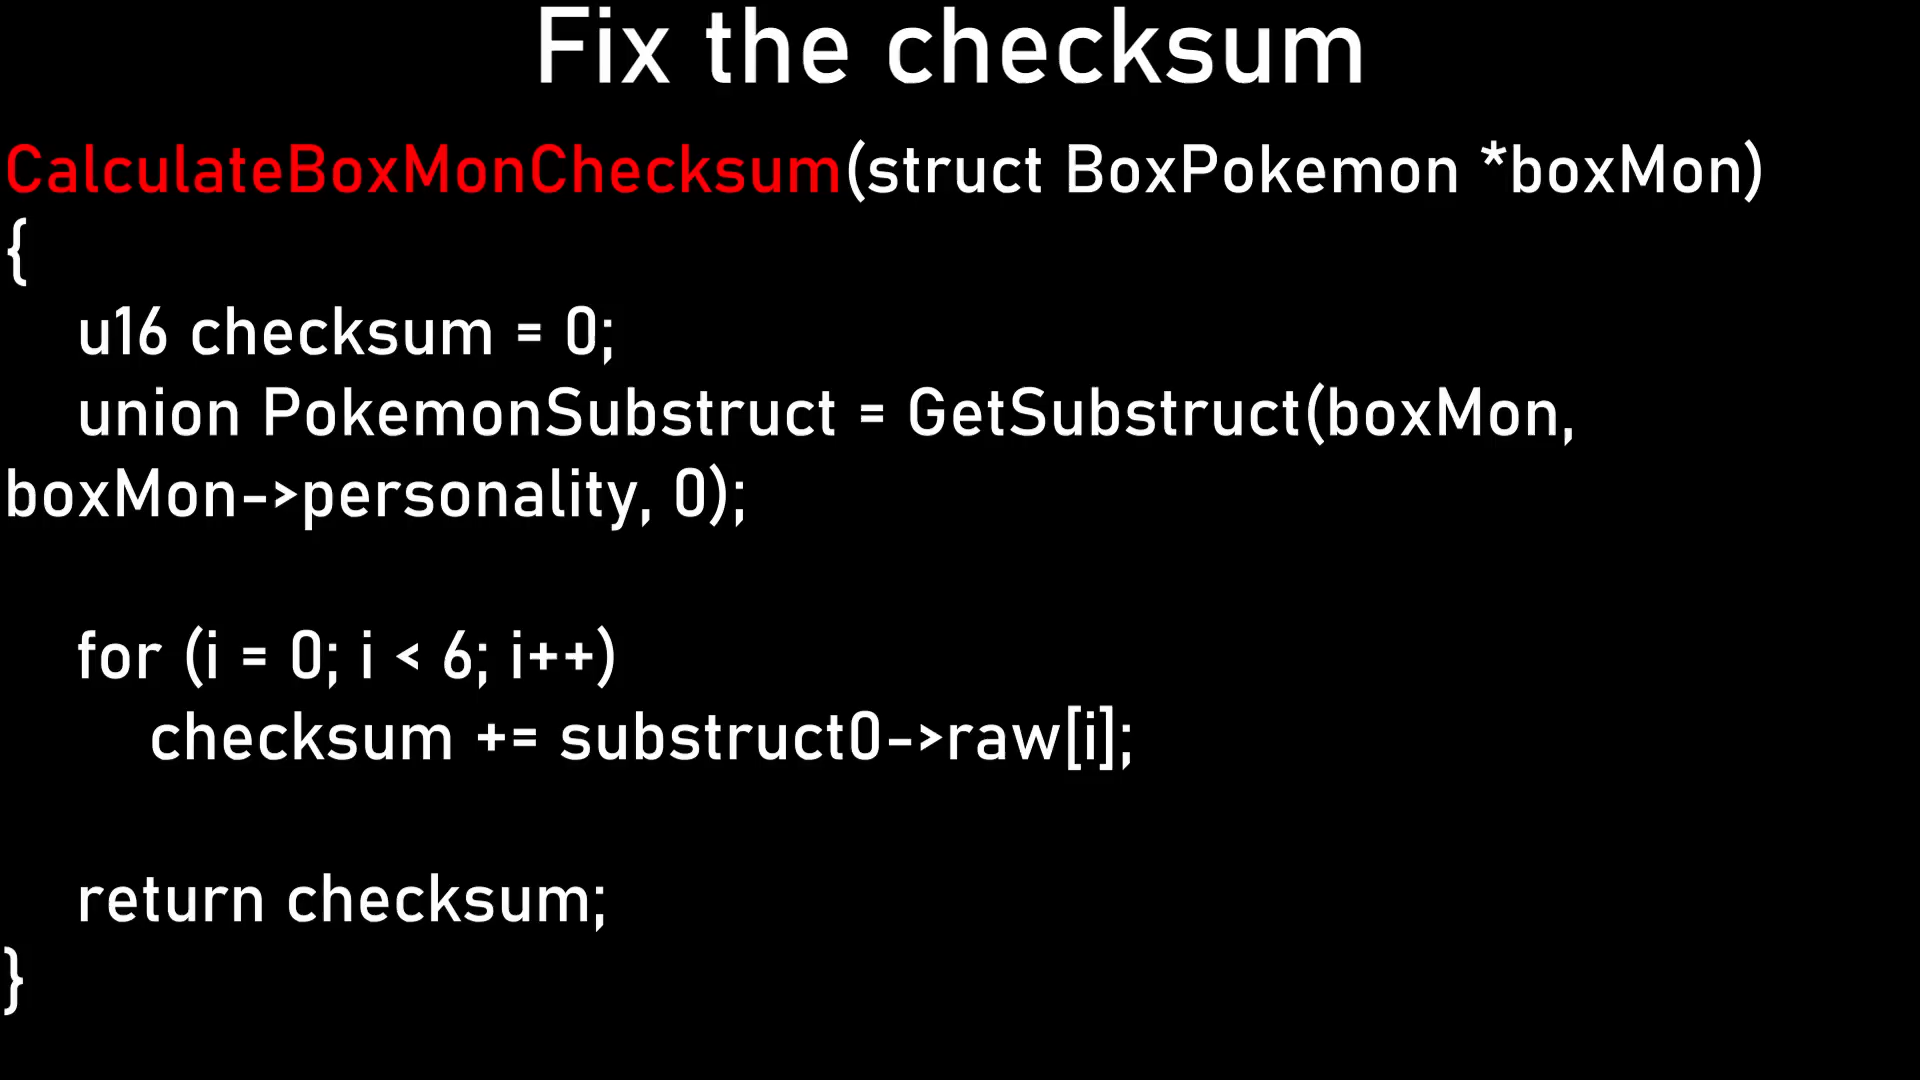 Fix the checksum
CalculateBoxMonChecksum(struct BoxPokemon *boxMon)
{
u16 checksum = 0;
union PokemonSubstruct = GetSubstruct(boxMon,
boxMon->personality, 0);
for (i = 0; i < 6; i++)
checksum += substruct0->raw[i];
return checksum;
}